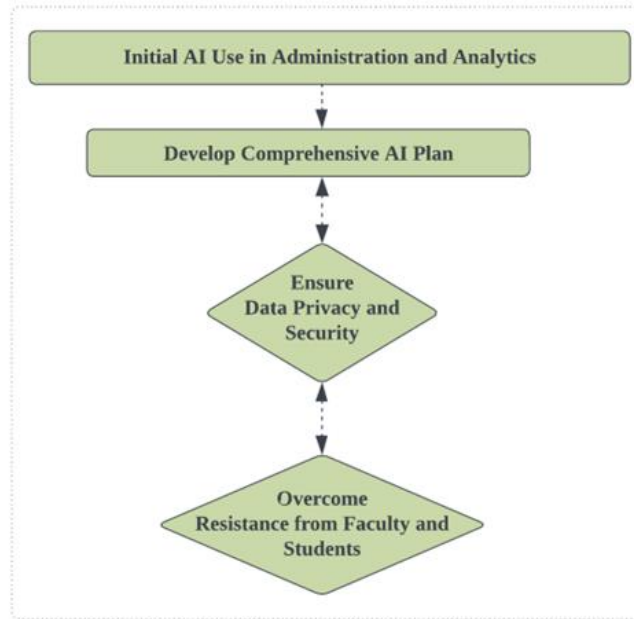 Initial AI Use in Administration and Analytics
Develop Comprehensive AI Plan
Ensure
Data Privacy and
Security
Overcome
Resistance from Faculty and
Students